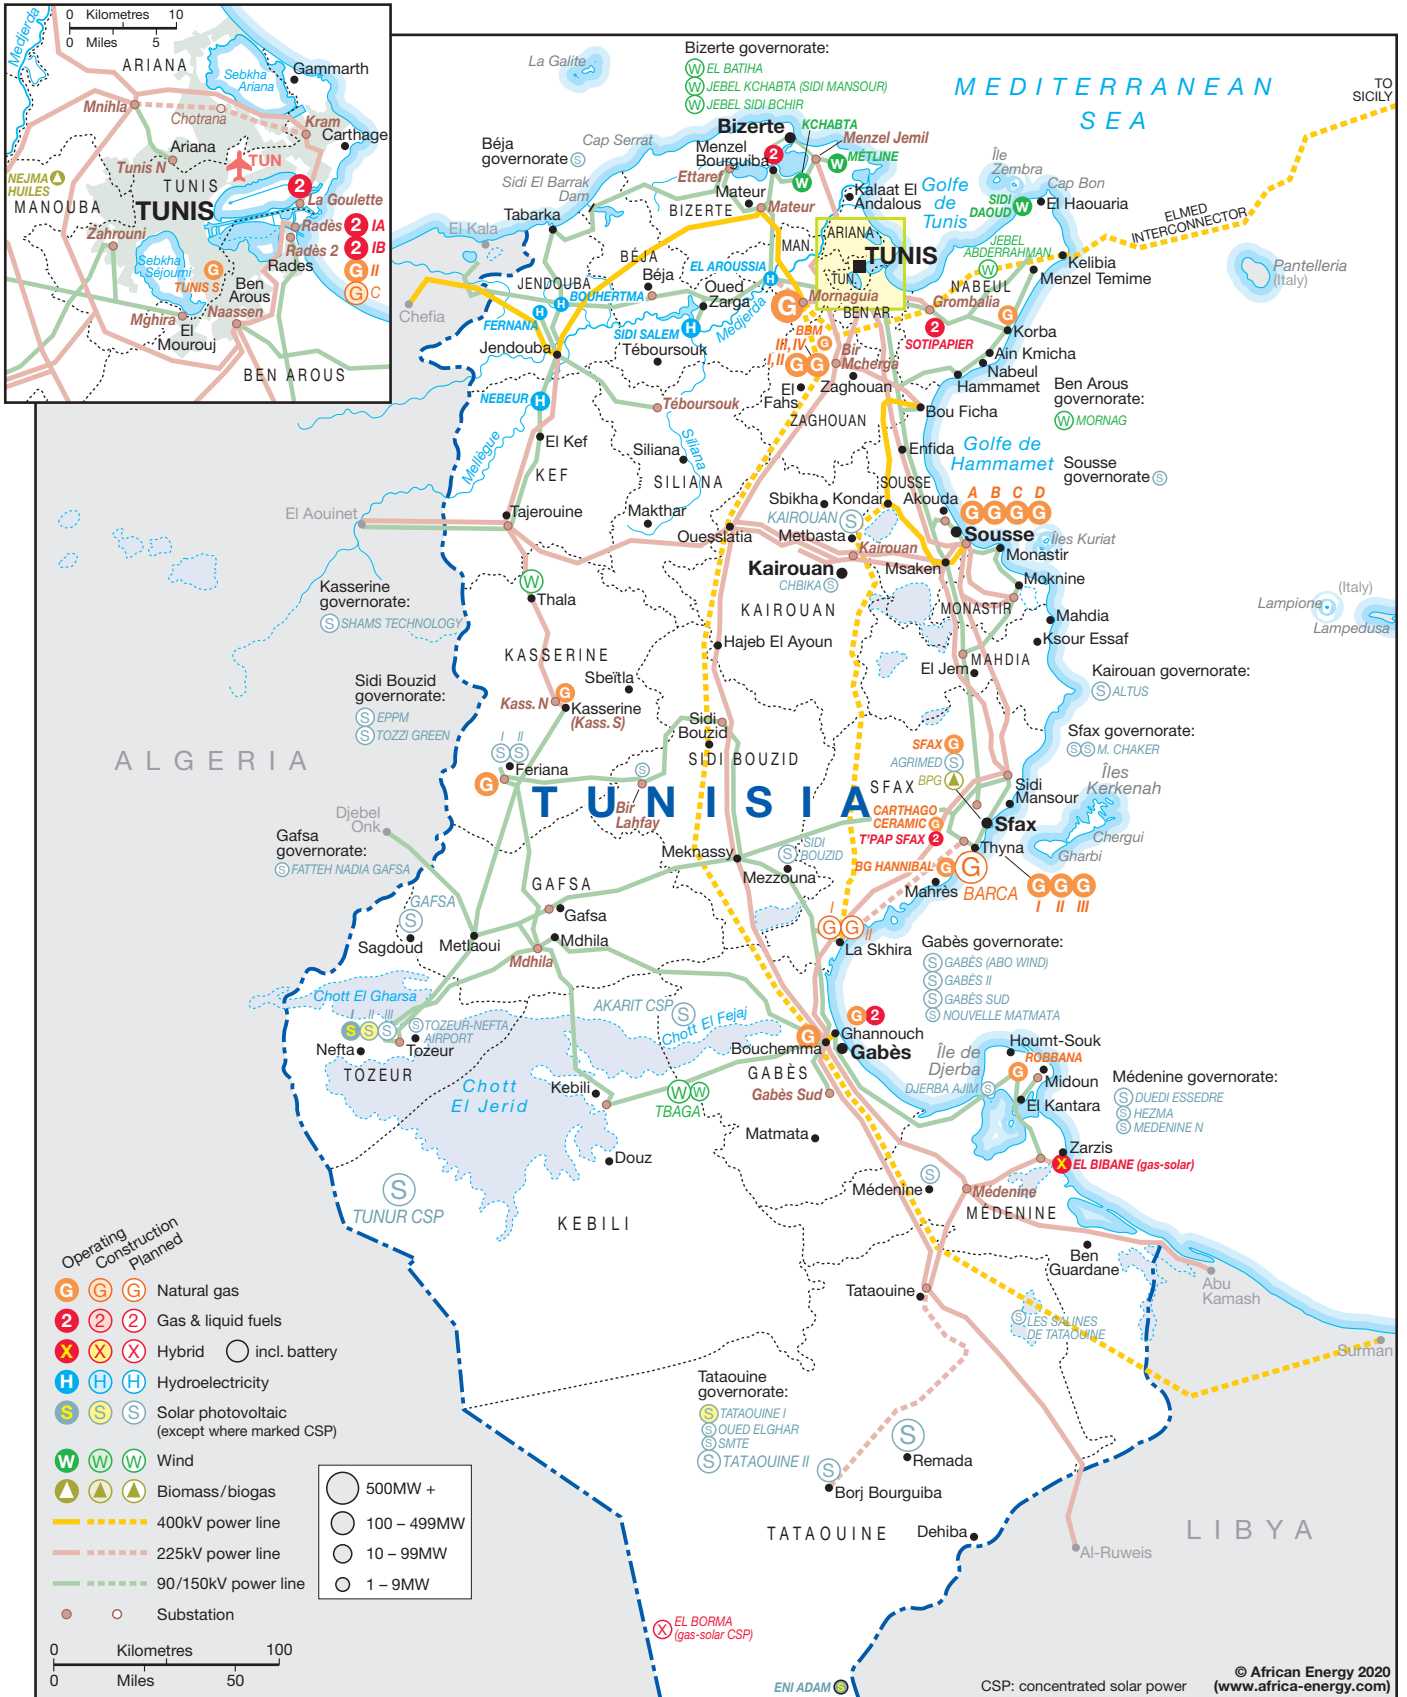 0 Kilometres 10
0 Miles 5
Medjerda
ARIANA
Sebkha
Ariana
Gammarth
Mnihla
Chotrana
Kram
Carthage
Ariana
Tunis N
TUN
TUNIS
NEJMA
HUILES
MANOUBA
TUNIS
2
La Goulette
Radès 2 IA
Radès 2 2 IB
Rades
G II
G C
Zahrouni
Sebkha
Séjoumi
G
TUNIS S
Ben
Arous
Naassen
Mghira
El
Mourouj
BEN AROUS
La Galite
Bizerte governorate:
W EL BATIHA
W JEBEL KCHABTA (SIDI MANSOUR)
W JEBEL SIDI BCHIR
MEDITERRANEAN
SEA
TO
SICILY
Béja
governorate S
Cap Serrat
Sidi El Barrak
Dam
Bizerte
KCHABTA
Menzel Jemil
Menzel
Bourguiba
2
W
W
MÉTLINE
Ettaref
Mateur
Mateur
BIZERTE
Kalaat El
Andalous
Golfe
de
Tunis
Île
Zembra
Cap Bon
SIDI
DAOUD
W
El Haouaria
ELMED
INTERCONNECTOR
Pantelleria
(Italy)
El Kala
Tabarka
Chefia
BÉJA
Béja
MAN.
ARIANA
TUNIS
TUN.
BEN AR.
JEBEL
ABDERRAHMAN
W
Kelibia
Menzel Temime
NABEUL
EL AROUSSIA
H
Oued
Zarga
Medjerda
JENDOUBA
BOUHERTMA
H
H
FERNANA
SIDI SALEM H
Jendouba
Téboursouk
Mornaguia
G
BBM
G
III, IV
I, II G G
Bir
Mcherga
Grombalia
2
SOTIPAPIER
G
Korba
Ain Kmicha
Nabeul
Hammamet
El
Fahs
Zaghouan
ZAGHOUAN
Bou Ficha
Ben Arous
governorate:
W MORNAG
NEBEUR H
Téboursouk
Mellègue
El Kef
KEF
Siliana
Siliana
SILIANA
Enfida
Golfe de
Hammamet
Sousse
governorate S
El Aouinet
Tajerouine
Makthar
Ouesslatia
Sbikha
Kondar
SOUSSE
Akouda
A B C D
G G G G
KAIROUAN S
Metbasta
Kairouan
Sousse
Îles Kuriat
Monastir
Msaken
Kairouan
CHBIKA S
KAIROUAN
Moknine
MONASTIR
(Italy)
Lampione
Lampedusa
Mahdia
Ksour Essaf
W
Thala
Kasserine
governorate:
S SHAMS TECHNOLOGY
KASSERINE
Hajeb El Ayoun
El Jem
MAHDIA
Kairouan governorate:
S ALTUS
Sidi Bouzid
governorate:
S EPPM
S TOZZI GREEN
Sbeïtla
Kass. N
G
Kasserine
(Kass. S)
Sidi
Bouzid
SIDI BOUZID
Sfax governorate:
S S M. CHAKER
ALGERIA
I II
S S
Feriana
G
S
Bir
Lahfay
TUNISIA
SFAX G
AGRIMED S
BPG
SFAX
Sidi
Mansour
Îles
Kerkenah
Chergui
Gharbi
CARTHAGO
CERAMIC G
T'PAP SFAX 2
Sfax
Thyna
Djebel
Onk
Gafsa
governorate:
S FATTEH NADIA GAFSA
Meknassy
S SIDI
BOUZID
Mezzouna
BG HANNIBAL G
G
BARCA
Mahrès
G G G
I II III
GAFSA
S
Sagdoud
GAFSA
Gafsa
Mdhila
Metlaoui
Mdhila
I
G G
II
La Skhira
Gabès governorate:
S GABÈS (ABO WIND)
S GABÈS II
S GABÈS SUD
S NOUVELLE MATMATA
Chott El Gharsa
I II III
S S S
S TOZEUR-NEFTA
AIRPORT
Nefta
Tozeur
TOZEUR
AKARIT CSP S
Chott El Fejaj
G 2
Ghannouch
G
Bouchemma
Gabès
GABÈS
Île de
Djerba
Houmt-Souk
ROBBANA
G
Midoun
DJERBA AJIM S
El Kantara
Chott
El Jerid
Kebili
W W
TBAGA
Gabès Sud
Matmata
Médenine governorate:
S DUEDI ESSEDRE
S HEZMA
S MEDENINE N
Douz
Zarzis
X EL BIBANE (gas-solar)
S
TUNUR CSP
KEBILI
S
Médenine
Médenine
MÉDENINE
Ben
Guardane
Abu
Kamash
Tataouine
S LES SALINES
DE TATAOUINE
Surman
Tataouine
governorate:
S TATAOUINE I
S OUED ELGHAR
S SMTE
S TATAOUINE II
S
Remada
S
Borj Bourguiba
TATAOUINE
Dehiba
LIBYA
Al-Ruweis
Operating
Construction
Planned
G G G Natural gas
2 2 2 Gas & liquid fuels
X X X Hybrid incl. battery
H H H Hydroelectricity
S S S Solar photovoltaic
(except where marked CSP)
W W W Wind
Biomass/biogas
400kV power line
225kV power line
90/150kV power line
Substation
500MW +
100 – 499MW
10 – 99MW
1 – 9MW
0 Kilometres 100
0 Miles 50
X EL BORMA
(gas-solar CSP)
ENI ADAM S
CSP: concentrated solar power
© African Energy 2020
(www.africa-energy.com)